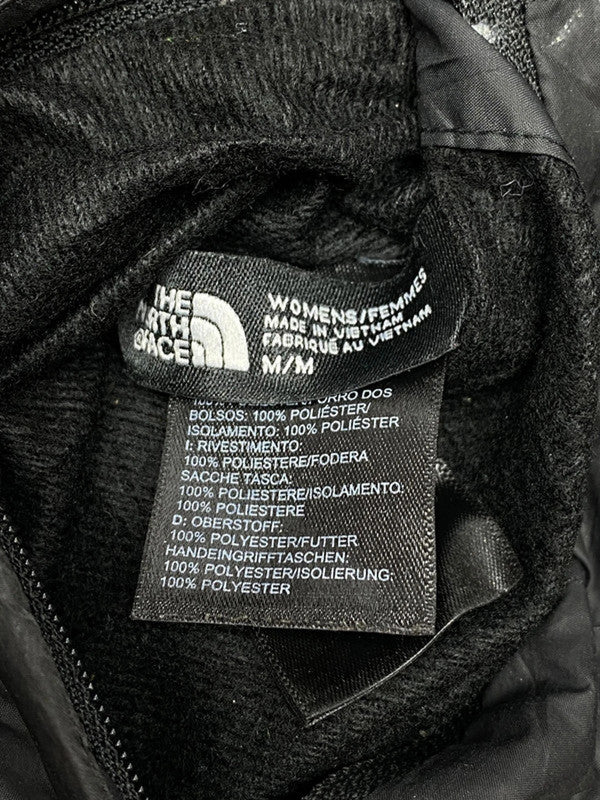 THE
NORTH
FACE
WOMENS/FEMMES
MADE IN VIETNAM
FABRIQUÉ AU VIETNAM
M/M
BOLSOS: 100% POLIÉSTER/
ISOLAMENTO: 100% POLIÉSTER
I: RIVESTIMENTO:
100% POLIESTERE/FODERA
SACCHE TASCA:
100% POLIESTERE/ISOLAMENTO:
100% POLIESTERE
D: OBERSTOFF:
100% POLYESTER/FUTTER
HANDEINGRIFFTASCHEN:
100% POLYESTER/ISOLIERUNG:
100% POLYESTER